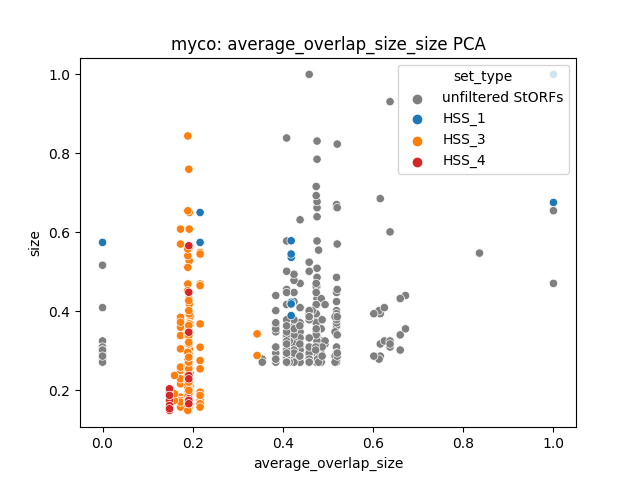 myco: average_overlap_size_size PCA
set_type
unfiltered StORFs
HSS_1
HSS_3
HSS_4
size
1.0
0.8
0.6
0.4
0.2
0.0 0.2 0.4 0.6 0.8 1.0
average_overlap_size